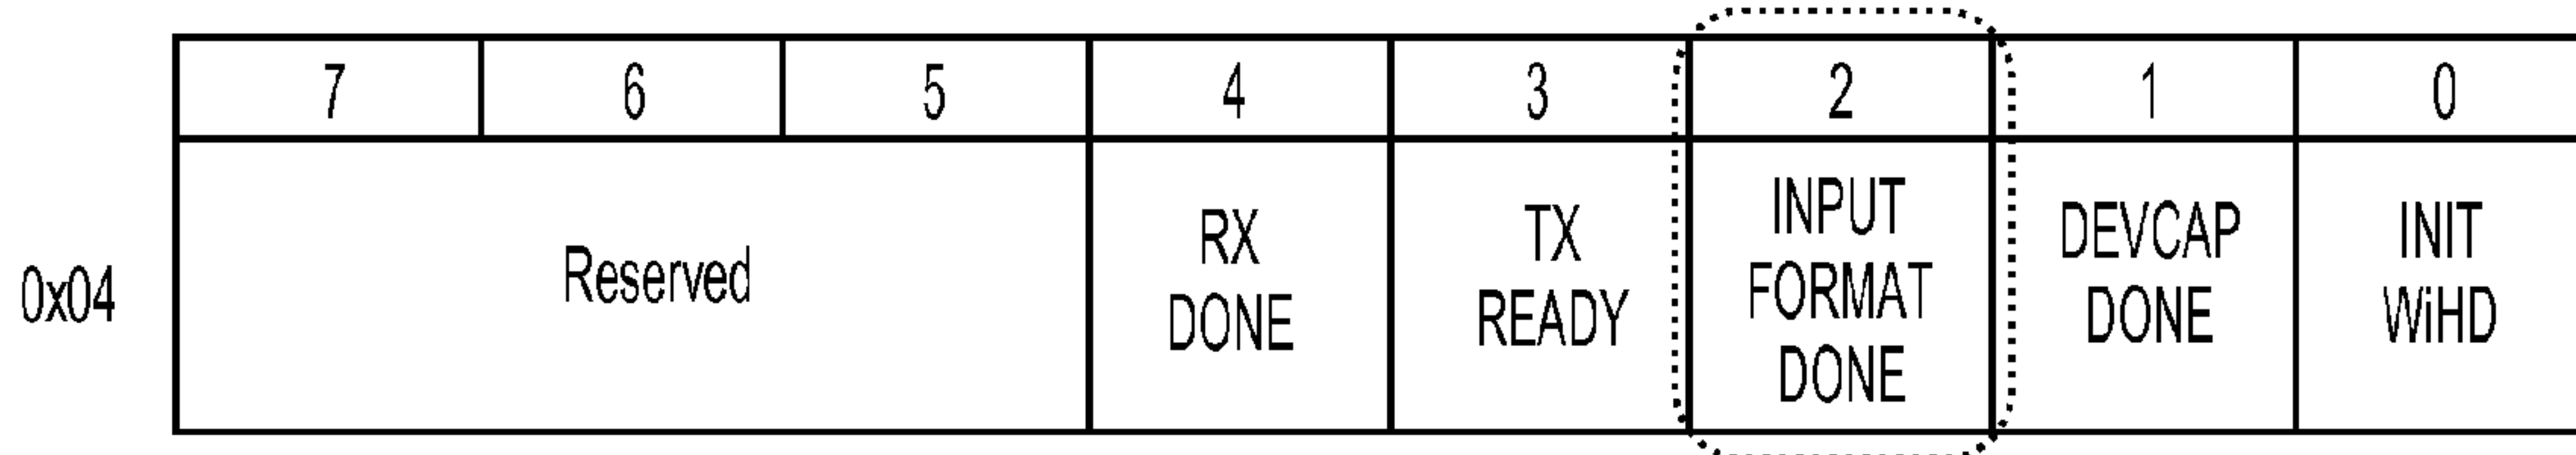 7 6 5 4 3 2 1 0
0x04
Reserved
RX
DONE
TX
READY
INPUT
FORMAT
DONE
DEVCAP
DONE
INIT
WiHD